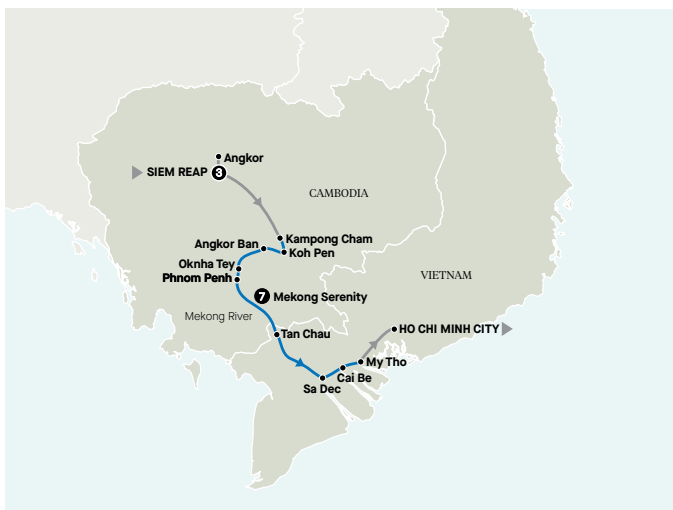 Angkor
SIEM REAP 3
CAMBODIA
Kampong Cham
Angkor Ban
Koh Pen
Oknha Tey
Phnom Penh
VIETNAM
7 Mekong Serenity
Mekong River
Tan Chau
HO CHI MINH CITY
My Tho
Cai Be
Sa Dec